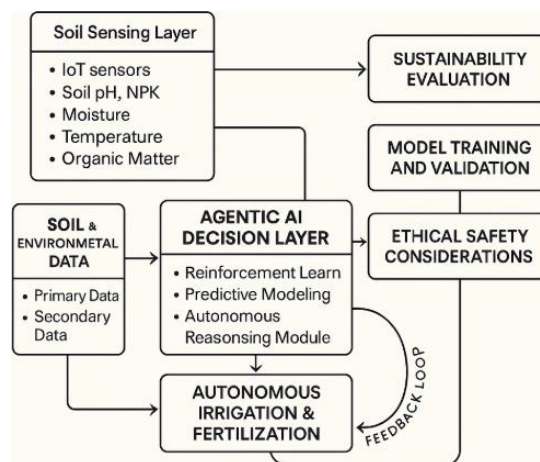 Soil Sensing Layer
• IoT sensors
• Soil pH, NPK
• Moisture
• Temperature
• Organic Matter
SUSTAINABILITY
EVALUATION
MODEL TRAINING
AND VALIDATION
SOIL &
ENVIRONMETAL
DATA
• Primary Data
• Secondary
Data
AGENTIC AI
DECISION LAYER
• Reinforcement Learn
• Predictive Modeling
• Autonomous
Reasonsing Module
ETHICAL SAFETY
CONSIDERATIONS
AUTONOMOUS
IRRIGATION &
FERTILIZATION
FEEDBACK LOOP